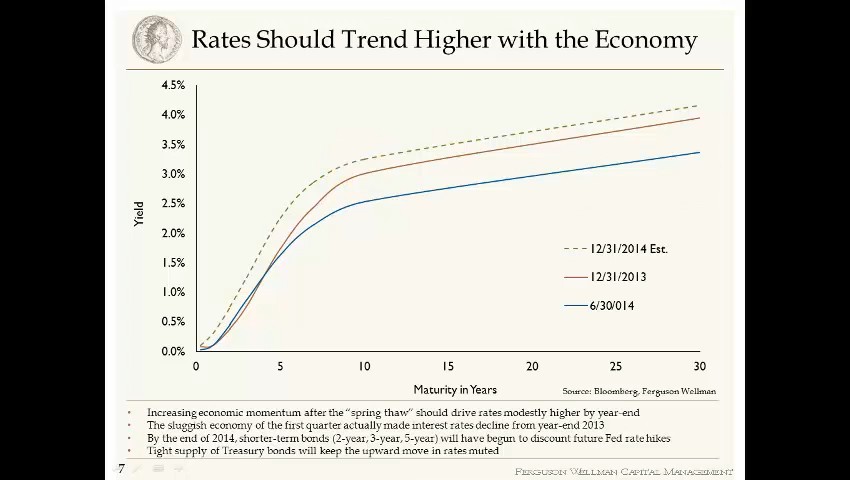 Rates Should Trend Higher with the Economy
4.5%
4.0%
3.5%
3.0%
2.5%
2.0%
1.5%
1.0%
0.5%
0.0%
Yield
0 5 10 15 20 25 30
Maturity in Years
12/31/2014 Est.
12/31/2013
6/30/014
Source: Bloomberg, Ferguson Wellman
• Increasing economic momentum after the "spring thaw" should drive rates modestly higher by year-end
• The sluggish economy of the first quarter actually made interest rates decline from year-end 2013
• By the end of 2014, shorter-term bonds (2-year, 3-year, 5-year) will have begun to discount future Fed rate hikes
• Tight supply of Treasury bonds will keep the upward move in rates muted
7
FERGUSON WELLMAN CAPITAL MANAGEMENT